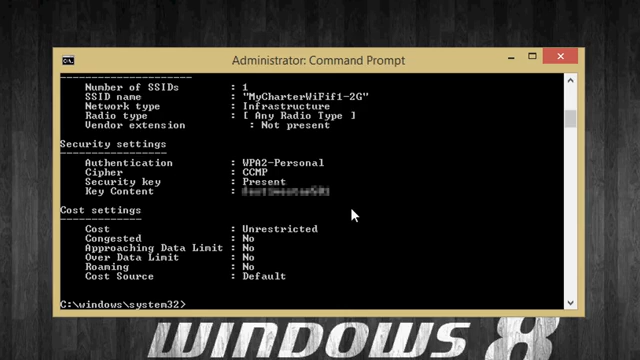 Administrator: Command Prompt
Number of SSIDs : 1
SSID name : "MyCharterWiFif1-2G"
Network type : Infrastructure
Radio type : [ Any Radio Type ]
Vendor extension : Not present
Security settings
Authentication : WPA2-Personal
Cipher : CCMP
Security key : Present
Key Content :
Cost settings
Cost : Unrestricted
Congested : No
Approaching Data Limit : No
Over Data Limit : No
Roaming : No
Cost Source : Default
C:\windows\system32>
WINDOWS 8